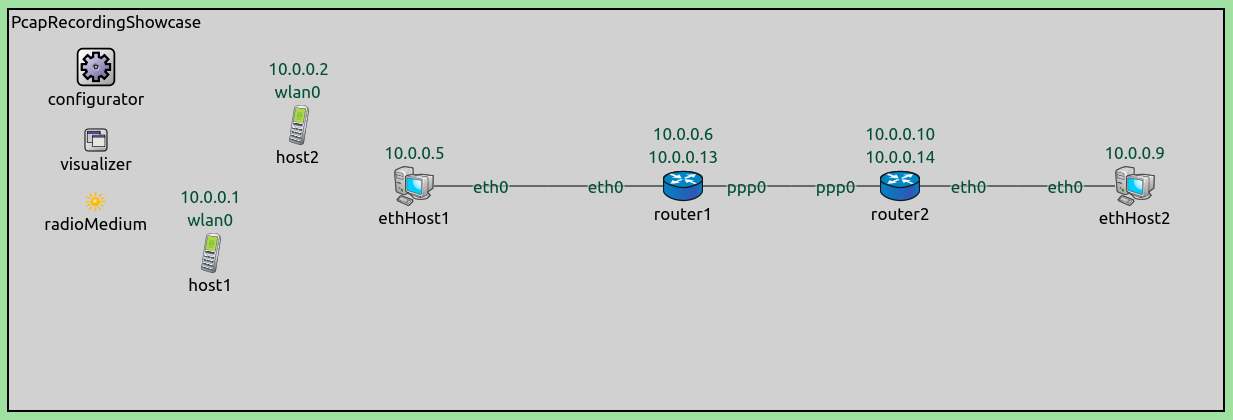 PcapRecordingShowcase
configurator
visualizer
radioMedium
10.0.0.2
wlan0
host2
10.0.0.1
wlan0
host1
10.0.0.5
ethHost1
eth0
eth0
10.0.0.6
10.0.0.13
router1
ppp0
ppp0
10.0.0.10
10.0.0.14
router2
eth0
eth0
10.0.0.9
ethHost2